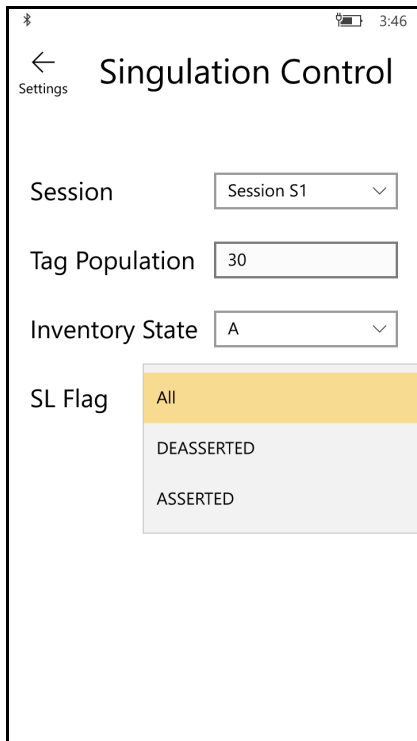 3:46
Settings
Singulation Control
Session
Session S1
Tag Population
30
Inventory State
A
SL Flag
All
DEASSERTED
ASSERTED